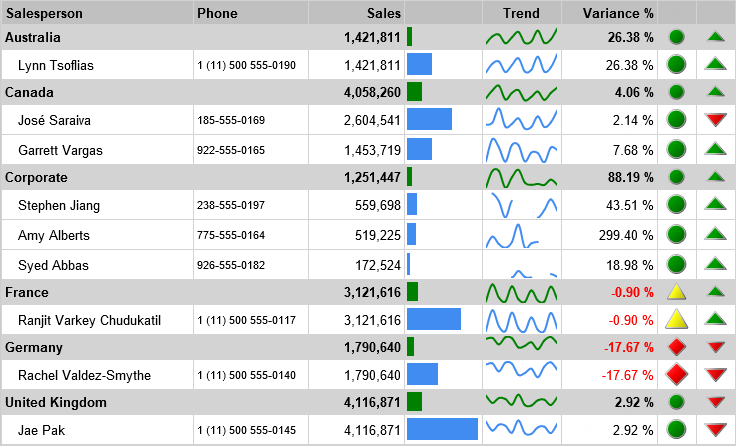 Salesperson Phone Sales Trend Variance %
Australia 1,421,811 26.38 %
Lynn Tsoflias 1 (11) 500 555-0190 1,421,811 26.38 %
Canada 4,058,260 4.06 %
José Saraiva 185-555-0169 2,604,541 2.14 %
Garrett Vargas 922-555-0165 1,453,719 7.68 %
Corporate 1,251,447 88.19 %
Stephen Jiang 238-555-0197 559,698 43.51 %
Amy Alberts 775-555-0164 519,225 299.40 %
Syed Abbas 926-555-0182 172,524 18.98 %
France 3,121,616 -0.90 %
Ranjit Varkey Chudukatil 1 (11) 500 555-0117 3,121,616 -0.90 %
Germany 1,790,640 -17.67 %
Rachel Valdez-Smythe 1 (11) 500 555-0140 1,790,640 -17.67 %
United Kingdom 4,116,871 2.92 %
Jae Pak 1 (11) 500 555-0145 4,116,871 2.92 %